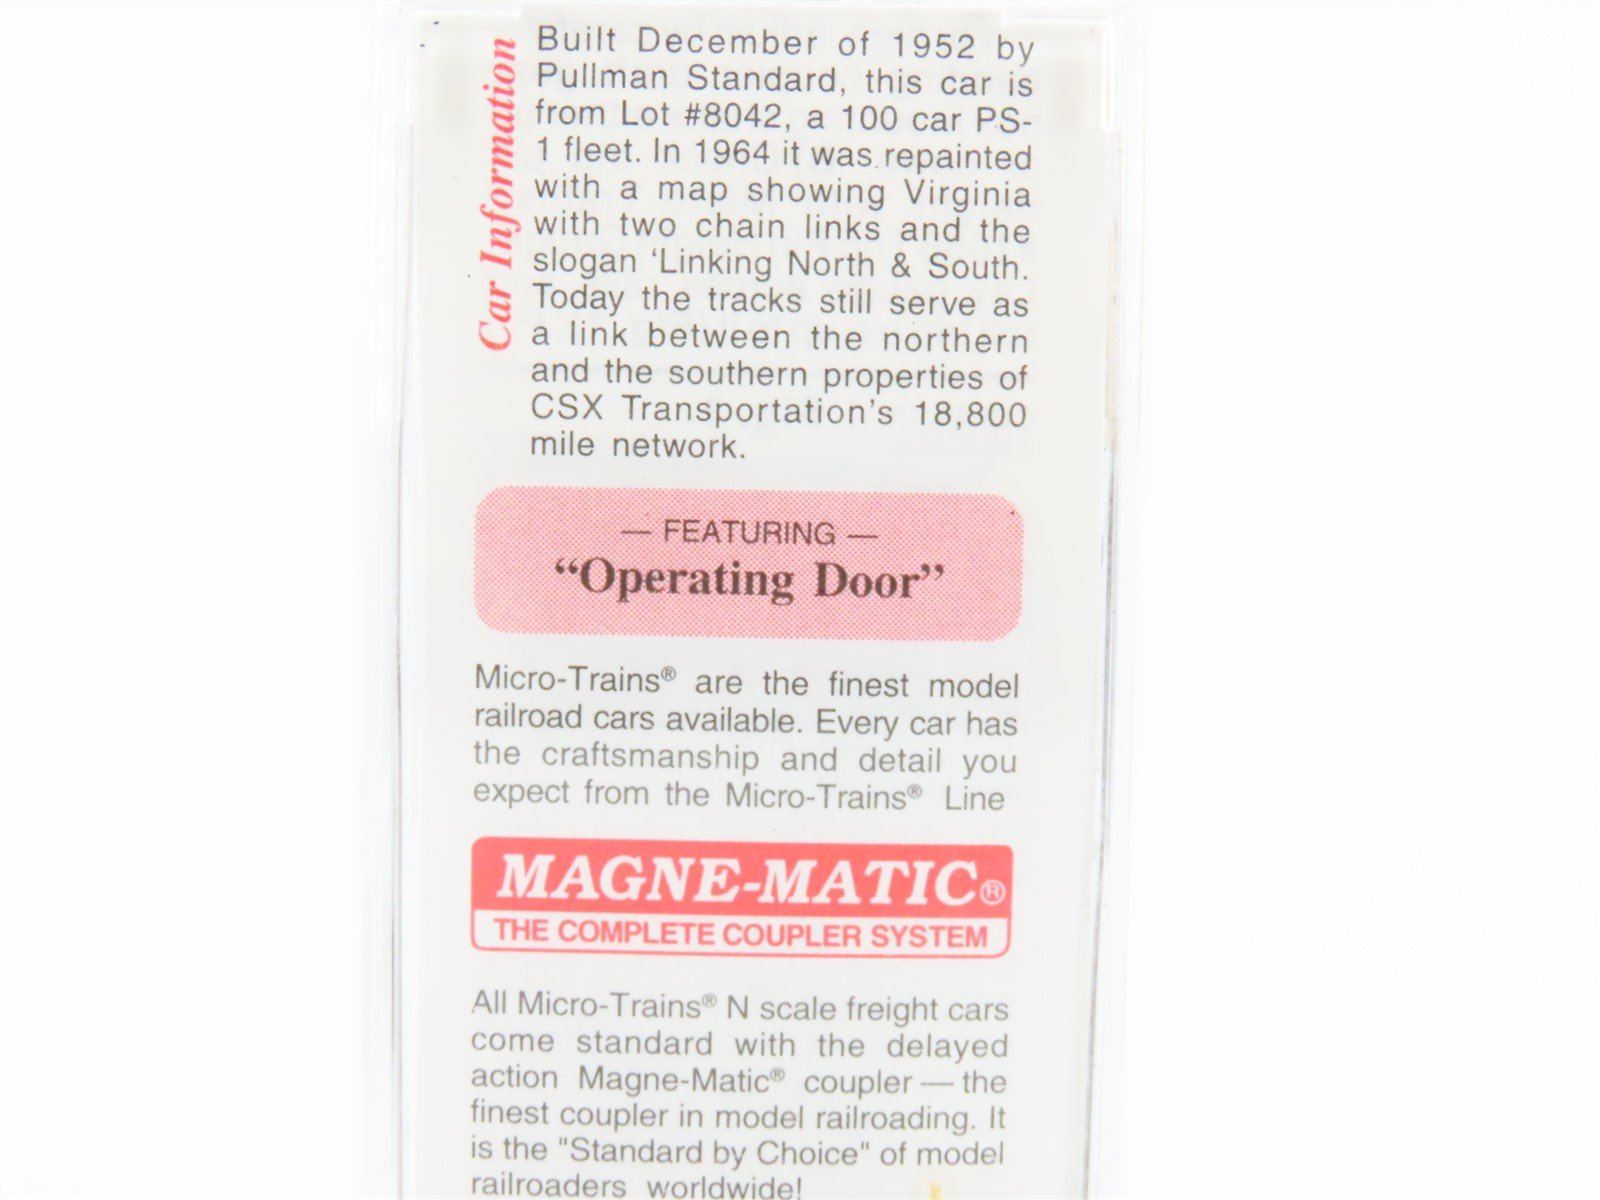 Car Information
Built December of 1952 by
Pullman Standard, this car is
from Lot #8042, a 100 car PS-
1 fleet. In 1964 it was repainted
with a map showing Virginia
with two chain links and the
slogan ‘Linking North & South.
Today the tracks still serve as
a link between the northern
and the southern properties of
CSX Transportation's 18,800
mile network.
— FEATURING —
“Operating Door”
Micro-Trains® are the finest model
railroad cars available. Every car has
the craftsmanship and detail you
expect from the Micro-Trains® Line
MAGNE-MATIC®
THE COMPLETE COUPLER SYSTEM
All Micro-Trains® N scale freight cars
come standard with the delayed
action Magne-Matic® coupler — the
finest coupler in model railroading. It
is the "Standard by Choice" of model
railroaders worldwide!